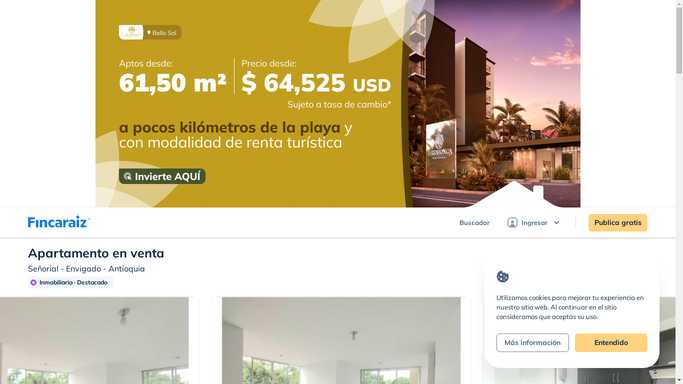 Bello Sol
Aptos desde:
61,50 m²
Precio desde:
$ 64,525 USD
Sujeto a tasa de cambio*
a pocos kilómetros de la playa y
con modalidad de renta turística
Invierte AQUÍ
Fincaraiz
Buscador
Ingresar
Publica gratis
Apartamento en venta
Señorial - Envigado - Antioquia
Inmobiliaria - Destacado
Utilizamos cookies para mejorar tu experiencia en
nuestro sitio web. Al continuar en el sitio
consideramos que aceptas su uso.
Más información
Entendido